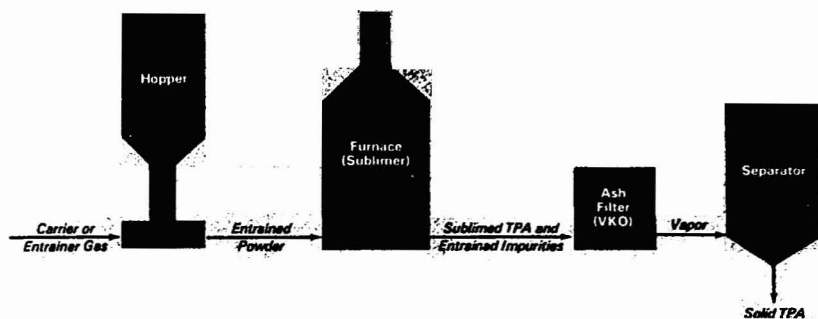 Hopper
Furnace
(Sublimer)
Ash
Filter
(VKO)
Separator
Carrier or
Entrainer Gas
Entrained
Powder
Sublimed TPA and
Entrained Impurities
Vapor
Solid TPA